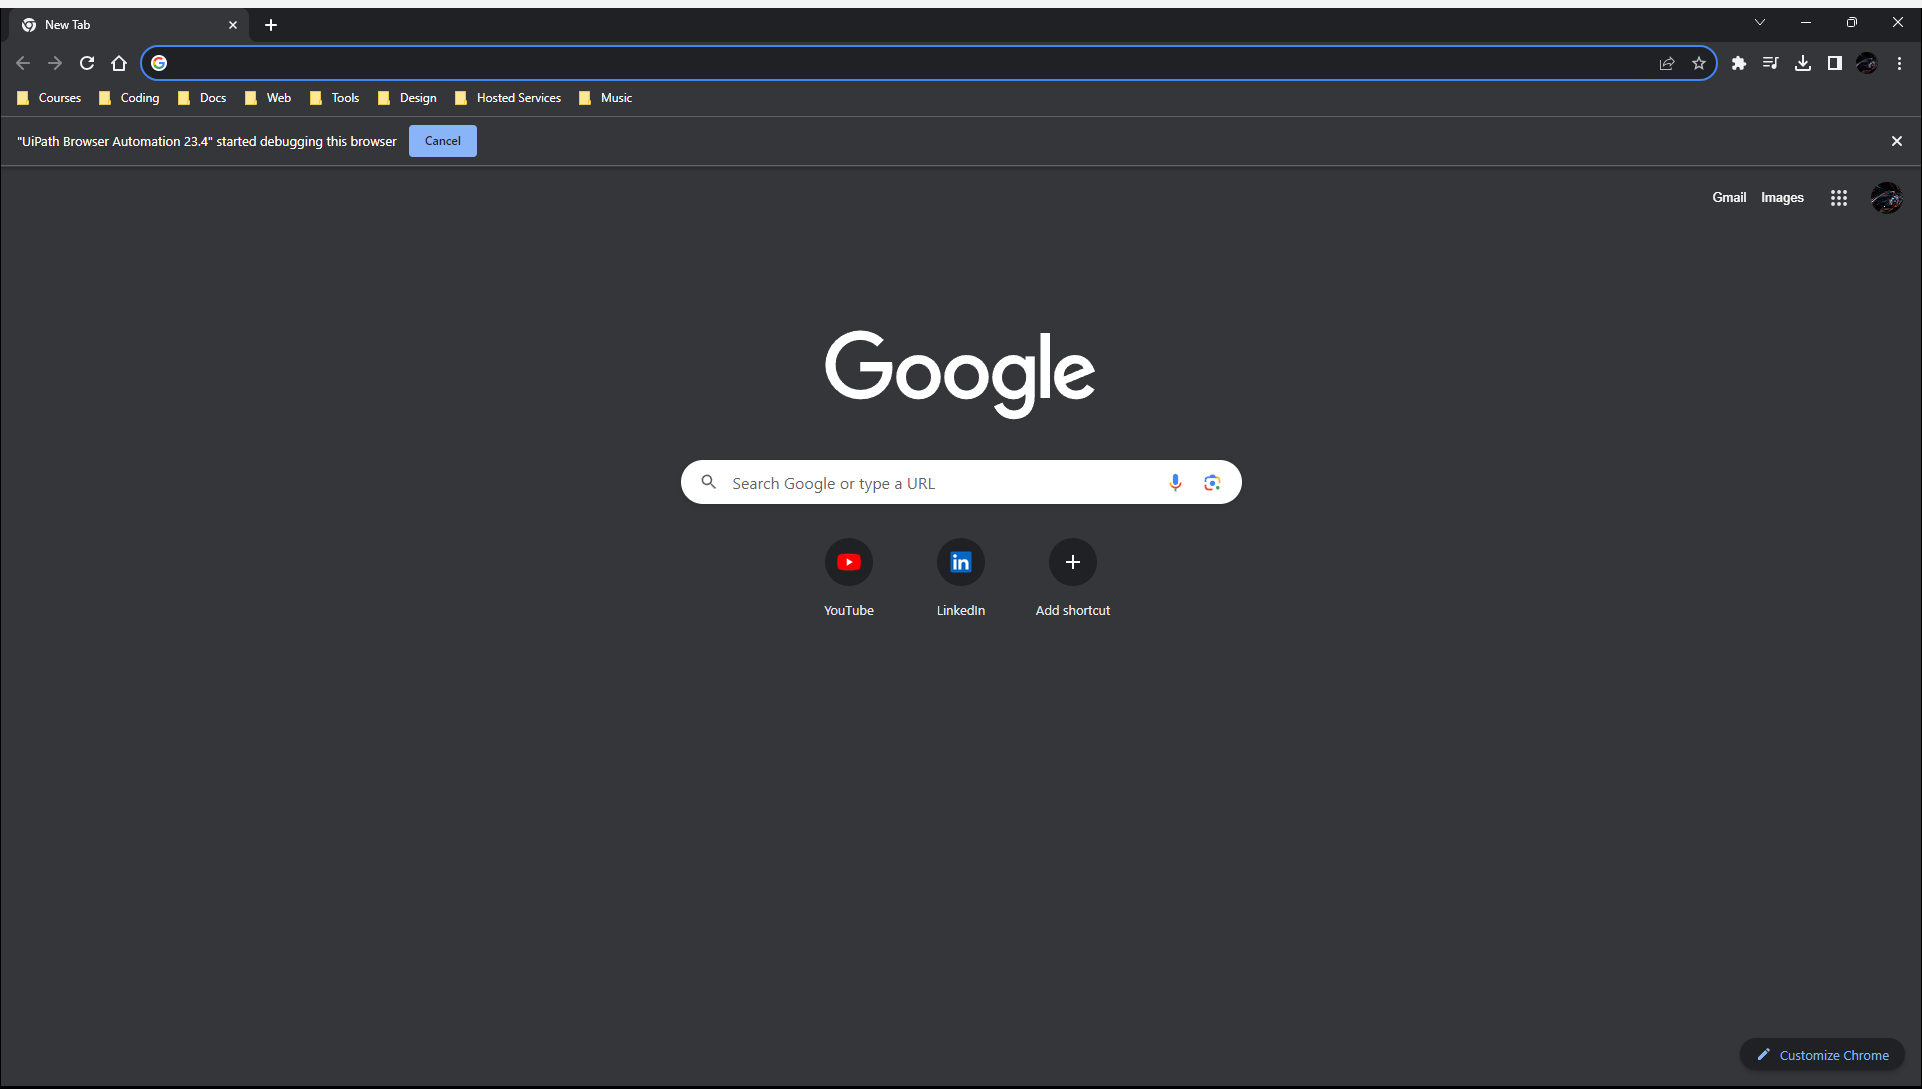 New Tab
Courses Coding Docs Web Tools Design Hosted Services Music
"UiPath Browser Automation 23.4" started debugging this browser Cancel
Gmail Images
Google
Search Google or type a URL
in
YouTube LinkedIn Add shortcut
Customize Chrome